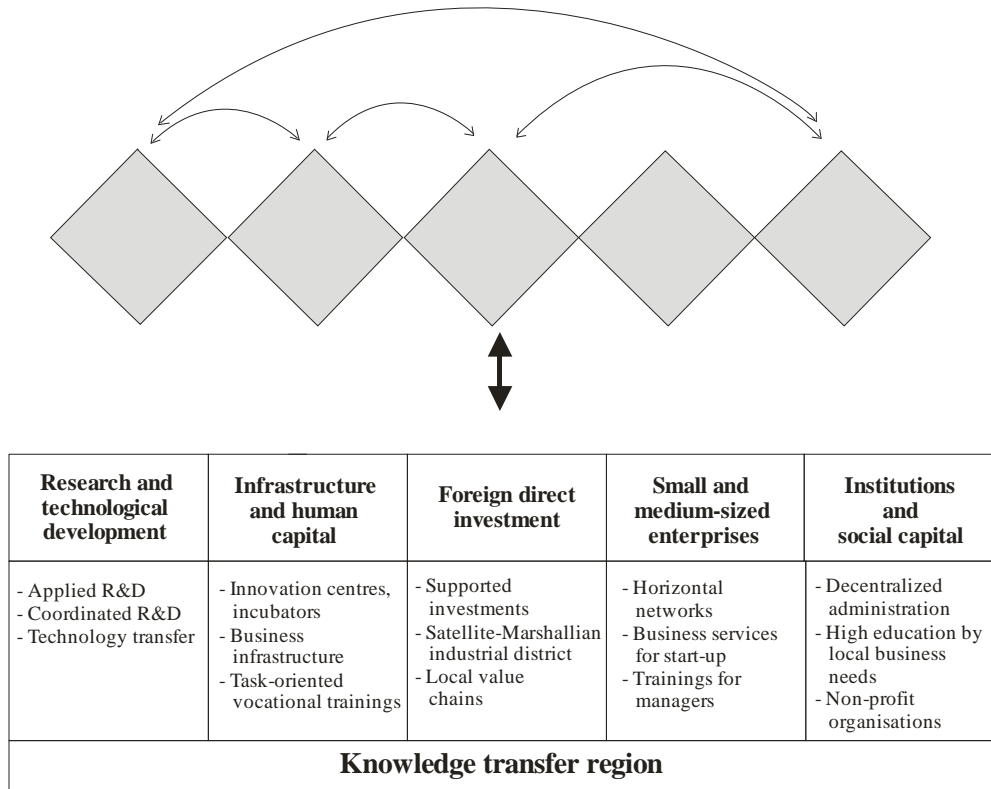 Research and
technological
development
Infrastructure
and human
capital
Foreign direct
investment
Small and
medium-sized
enterprises
Institutions
and
social capital
- Applied R&D
- Coordinated R&D
- Technology transfer
- Innovation centres,
incubators
- Business
infrastructure
- Task-oriented
vocational trainings
- Supported
investments
- Satellite-Marshallian
industrial district
- Local value
chains
- Horizontal
networks
- Business services
for start-up
- Trainings for
managers
- Decentralized
administration
- High education by
local business
needs
- Non-profit
organisations
Knowledge transfer region